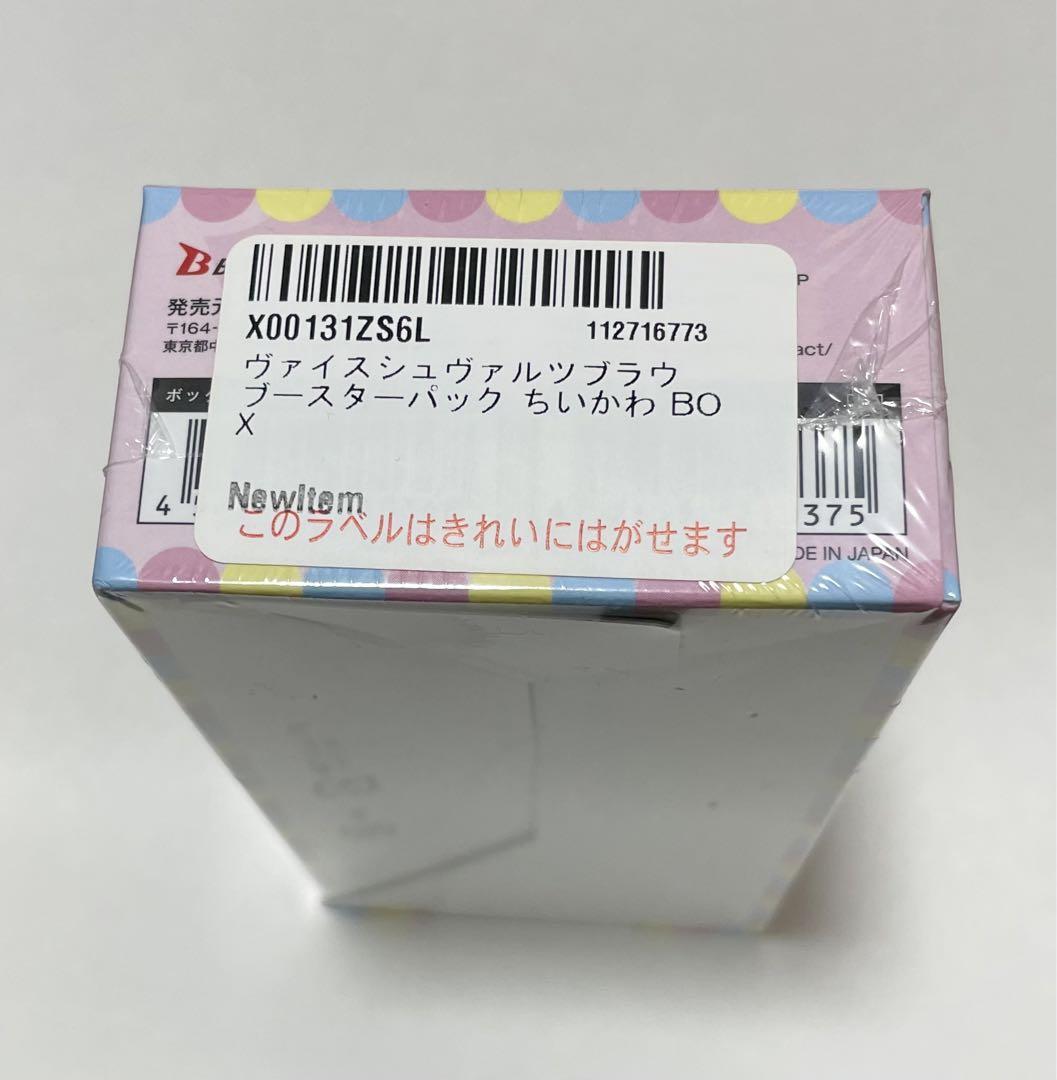 発売元
〒164-
東京都中
P
act/
X00131ZS6L
112716773
ヴァイスシュヴァルツブラウ
ブースターパック ちいかわ BO
X
NewItem
このラベルはきれいにはがせます
ボック
4
375
DE IN JAPAN